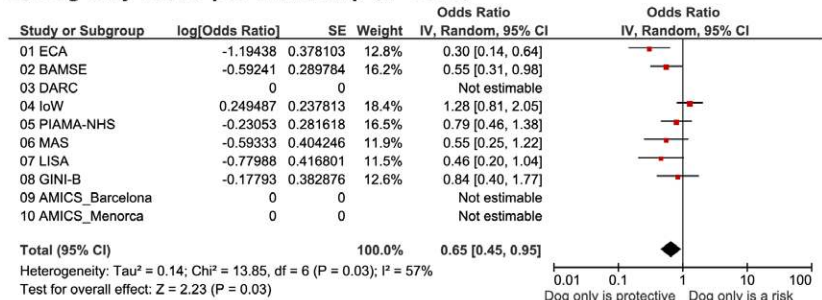 Odds Ratio Odds Ratio
Study or Subgroup log[Odds Ratio] SE Weight IV, Random, 95% CI IV, Random, 95% CI
01 ECA -1.19438 0.378103 12.8% 0.30 [0.14, 0.64]
02 BAMSE -0.59241 0.289784 16.2% 0.55 [0.31, 0.98]
03 DARC 0 0 Not estimable
04 IoW 0.249487 0.237813 18.4% 1.28 [0.81, 2.05]
05 PIAMA-NHS -0.23053 0.281618 16.5% 0.79 [0.46, 1.38]
06 MAS -0.59333 0.404246 11.9% 0.55 [0.25, 1.22]
07 LISA -0.77988 0.416801 11.5% 0.46 [0.20, 1.04]
08 GINI-B -0.17793 0.382876 12.6% 0.84 [0.40, 1.77]
09 AMICS_Barcelona 0 0 Not estimable
10 AMICS_Menorca 0 0 Not estimable
Total (95% CI) 100.0% 0.65 [0.45, 0.95]
Heterogeneity: Tau² = 0.14; Chi² = 13.85, df = 6 (P = 0.03); I² = 57%
Test for overall effect: Z = 2.23 (P = 0.03)
0.01 0.1 1 10 100
Dog only is protective Dog only is a risk